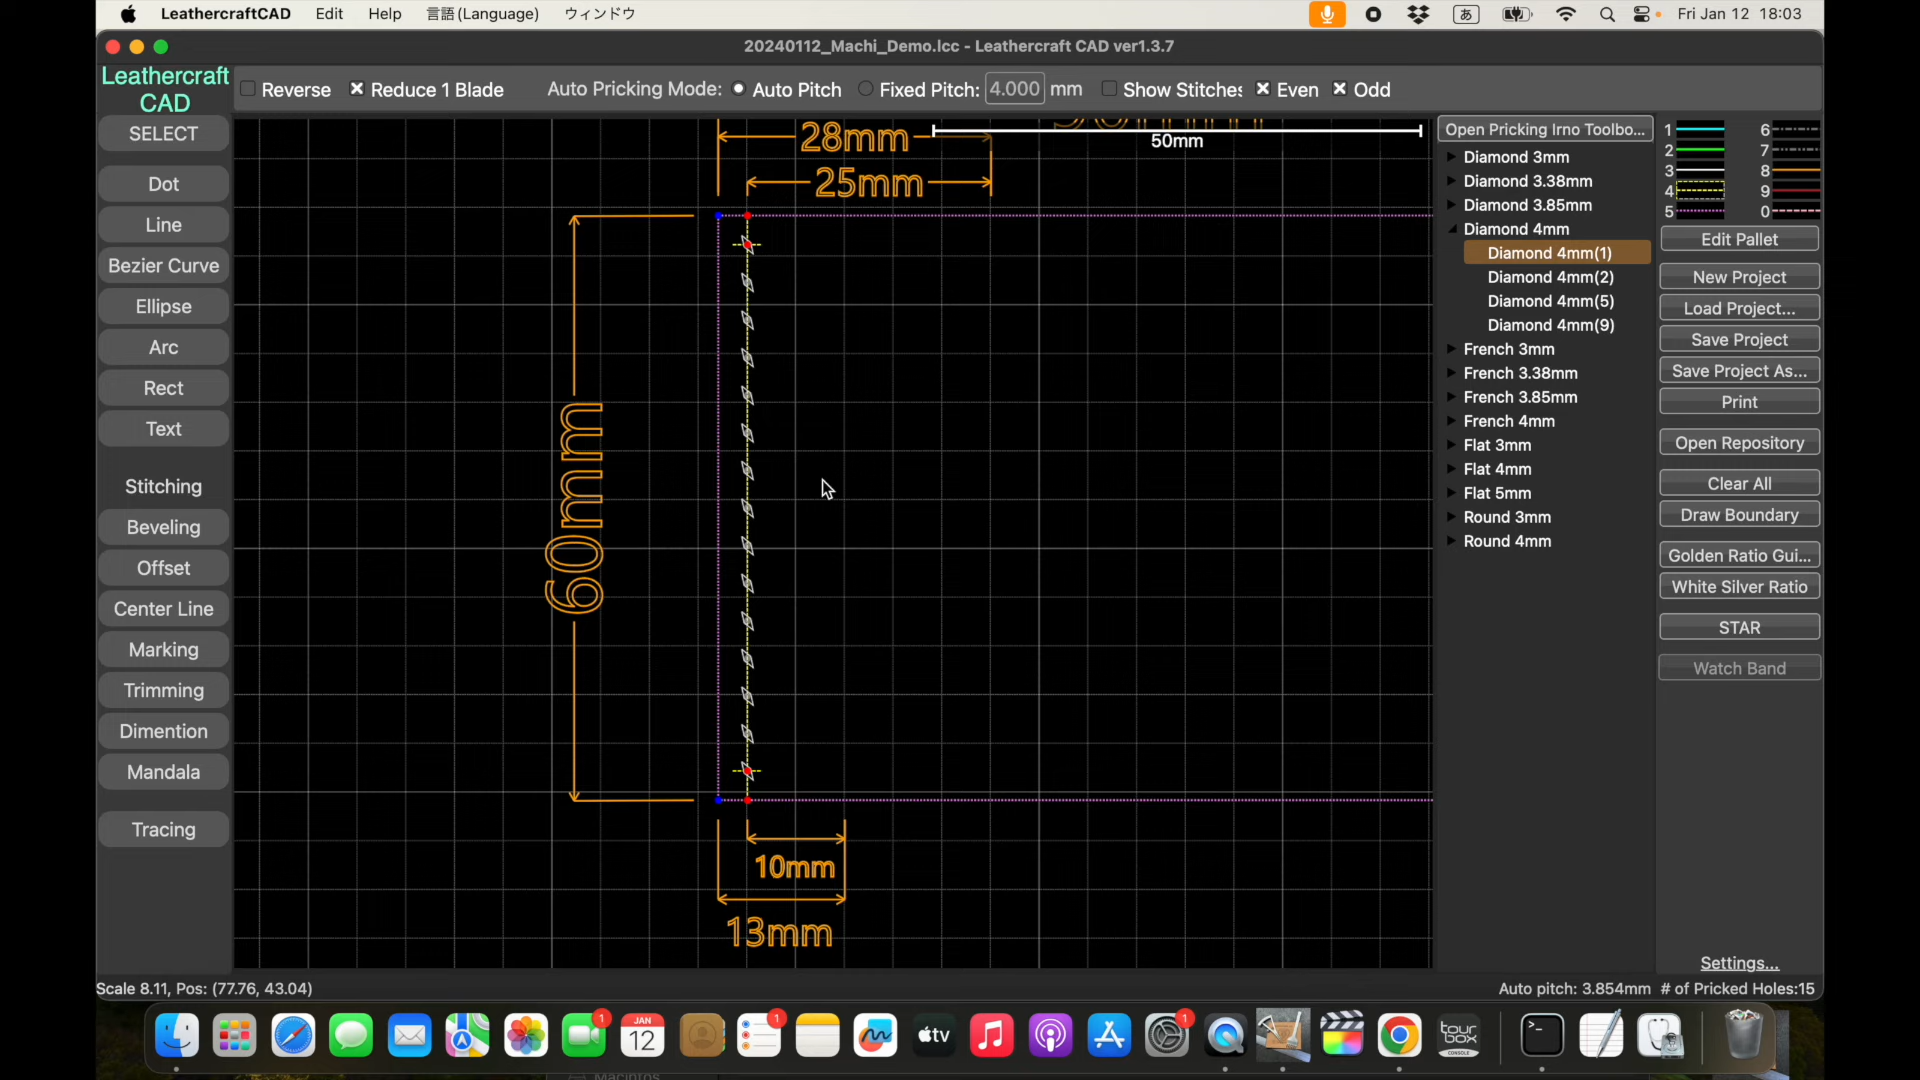 LeathercraftCAD Edit Help 言語(Language) ウィンドウ あ Fri Jan 12 18:03
20240112_Machi_Demo.lcc - Leathercraft CAD ver1.3.7
Leathercraft
CAD
Reverse Reduce 1 Blade Auto Pricking Mode: Auto Pitch Fixed Pitch: 4.000 mm Show Stitches Even Odd
SELECT
Dot
Line
Bezier Curve
Ellipse
Arc
Rect
Text
Stitching
Beveling
Offset
Center Line
Marking
Trimming
Dimention
Mandala
Tracing
28mm
50mm
25mm
60mm
10mm
13mm
Open Pricking Irno Toolbo...
Diamond 3mm
Diamond 3.38mm
Diamond 3.85mm
Diamond 4mm
Diamond 4mm(1)
Diamond 4mm(2)
Diamond 4mm(5)
Diamond 4mm(9)
French 3mm
French 3.38mm
French 3.85mm
French 4mm
Flat 3mm
Flat 4mm
Flat 5mm
Round 3mm
Round 4mm
1 6
2 7
3 8
4 9
5 0
Edit Pallet
New Project
Load Project...
Save Project
Save Project As...
Print
Open Repository
Clear All
Draw Boundary
Golden Ratio Gui...
White Silver Ratio
STAR
Watch Band
Settings...
Scale 8.11, Pos: (77.76, 43.04)
Auto pitch: 3.854mm # of Pricked Holes:15
1
JAN
12
1
tv
1
tour
box
CONSOLE